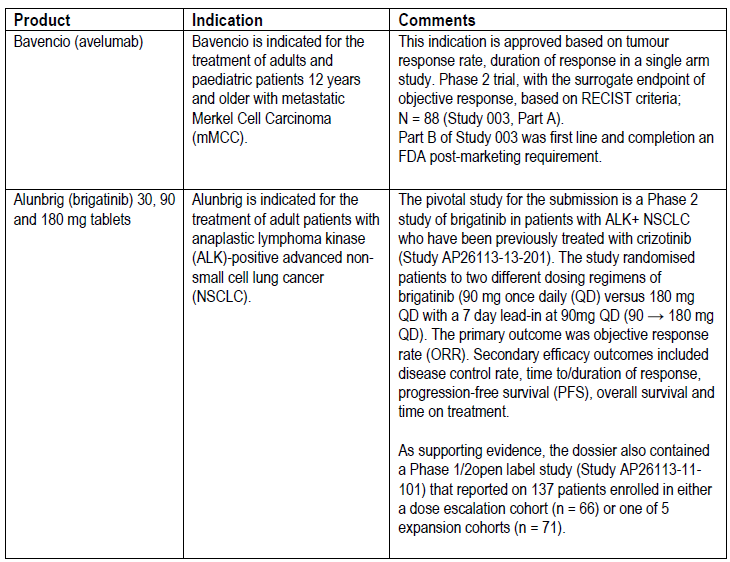 Product
Indication
Comments
Bavencio (avelumab)
Bavencio is indicated for the
treatment of adults and
paediatric patients 12 years
and older with metastatic
Merkel Cell Carcinoma
(mMCC).
This indication is approved based on tumour
response rate, duration of response in a single arm
study. Phase 2 trial, with the surrogate endpoint of
objective response, based on RECIST criteria;
N = 88 (Study 003, Part A).
Part B of Study 003 was first line and completion an
FDA post-marketing requirement.
Alunbrig (brigatinib) 30, 90
and 180 mg tablets
Alunbrig is indicated for the
treatment of adult patients with
anaplastic lymphoma kinase
(ALK)-positive advanced non-
small cell lung cancer
(NSCLC).
The pivotal study for the submission is a Phase 2
study of brigatinib in patients with ALK+ NSCLC
who have been previously treated with crizotinib
(Study AP26113-13-201). The study randomised
patients to two different dosing regimens of
brigatinib (90 mg once daily (QD) versus 180 mg
QD with a 7 day lead-in at 90mg QD (90 → 180 mg
QD). The primary outcome was objective response
rate (ORR). Secondary efficacy outcomes included
disease control rate, time to/duration of response,
progression-free survival (PFS), overall survival and
time on treatment.
As supporting evidence, the dossier also contained
a Phase 1/2open label study (Study AP26113-11-
101) that reported on 137 patients enrolled in either
a dose escalation cohort (n = 66) or one of 5
expansion cohorts (n = 71).